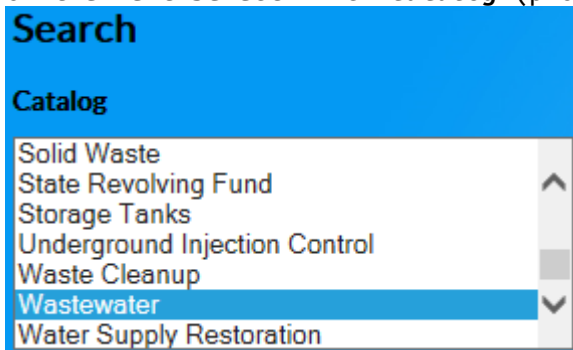 Search
Catalog
Solid Waste
State Revolving Fund
Storage Tanks
Underground Injection Control
Waste Cleanup
Wastewater
Water Supply Restoration